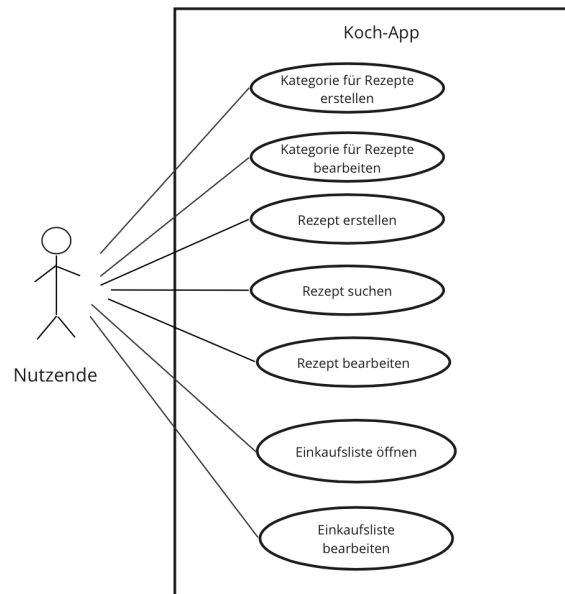 Koch-App
Kategorie für Rezepte
erstellen
Kategorie für Rezepte
bearbeiten
Rezept erstellen
Rezept suchen
Rezept bearbeiten
Nutzende
Einkaufsliste öffnen
Einkaufsliste
bearbeiten